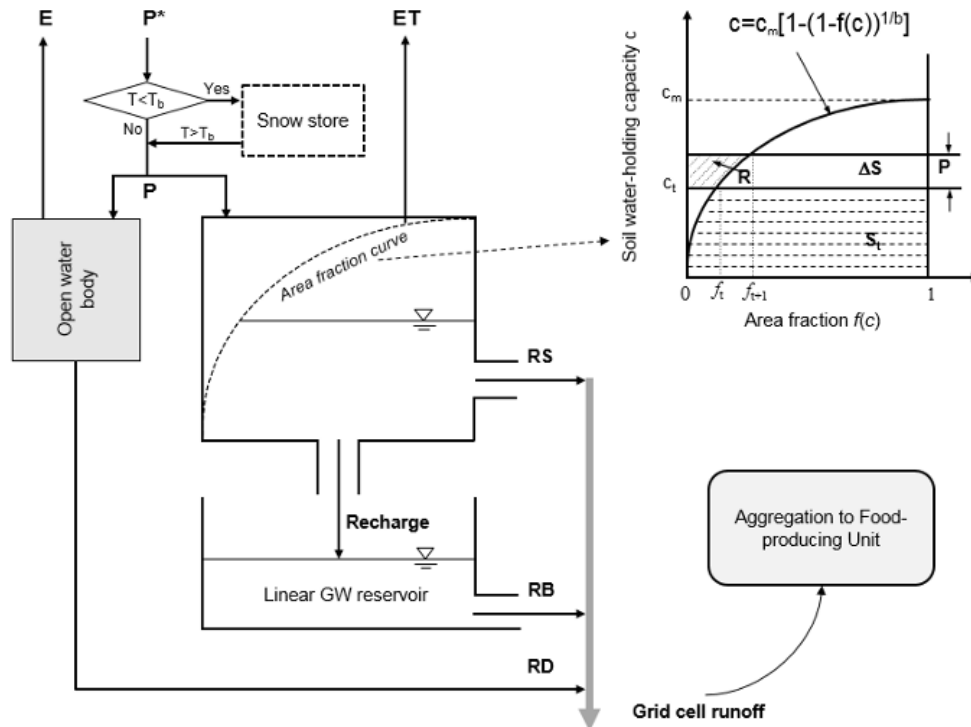 E
P*
ET
T<T_b
Yes
No
T>T_b
Snow store
P
Open water
body
Area fraction curve
RS
Recharge
Linear GW reservoir
RB
RD
c=c_m[1-(1-f(c))^{1/b}]
Soil water-holding capacity c
c_m
c_t
R
ΔS
P
S_t
0
f_t
f_{t+1}
1
Area fraction f(c)
Aggregation to Food-
producing Unit
Grid cell runoff